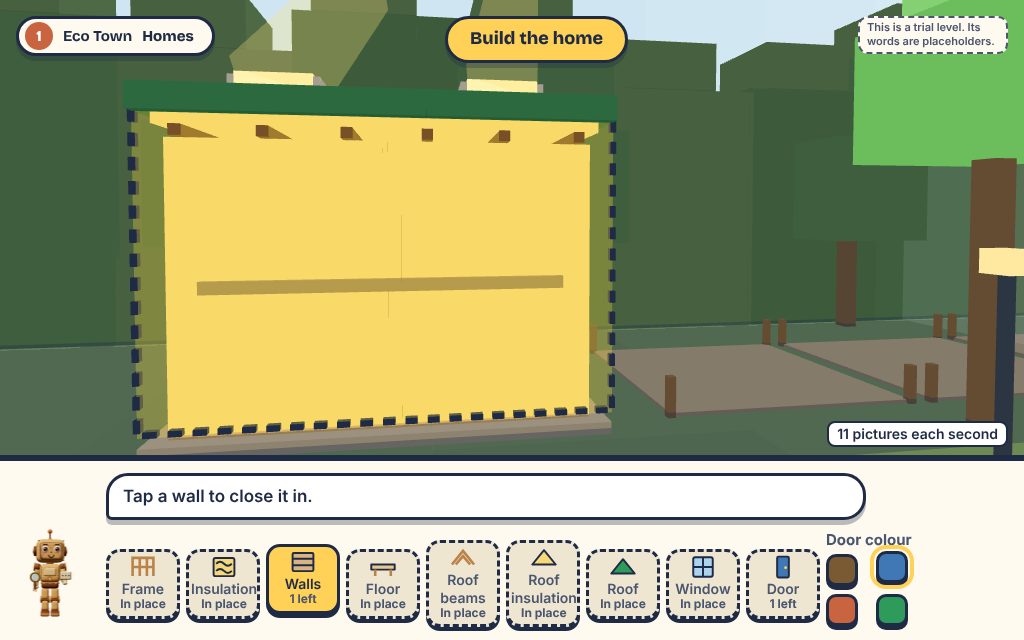 1 Eco Town Homes
Build the home
This is a trial level. Its
words are placeholders.
11 pictures each second
Tap a wall to close it in.
Door colour
Frame
In place
Insulation
In place
Walls
1 left
Floor
In place
Roof
beams
In place
Roof
insulation
In place
Roof
In place
Window
In place
Door
1 left